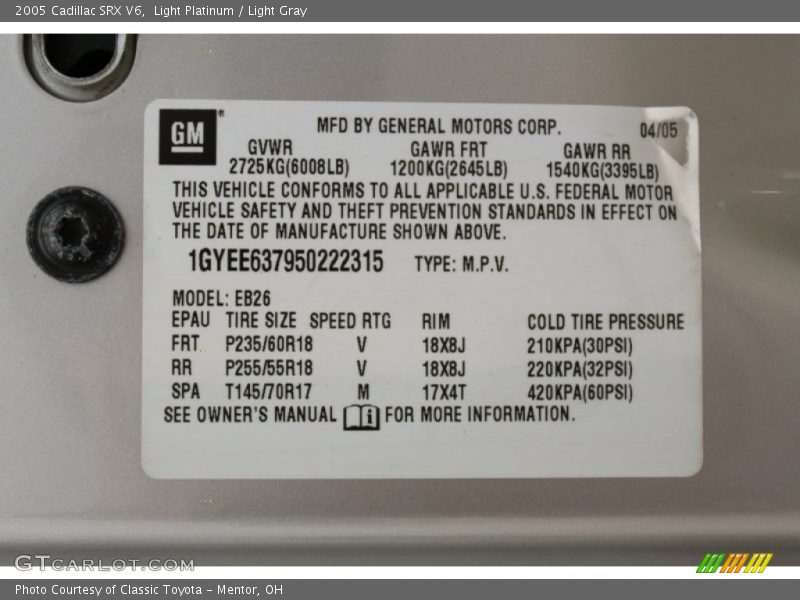 2005 Cadillac SRX V6, Light Platinum / Light Gray
GM®
MFD BY GENERAL MOTORS CORP. 04/05
GVWR GAWR FRT GAWR RR
2725KG(6008LB) 1200KG(2645LB) 1540KG(3395LB)
THIS VEHICLE CONFORMS TO ALL APPLICABLE U.S. FEDERAL MOTOR
VEHICLE SAFETY AND THEFT PREVENTION STANDARDS IN EFFECT ON
THE DATE OF MANUFACTURE SHOWN ABOVE.
1GYEE637950222315 TYPE: M.P.V.
MODEL: EB26
EPAU TIRE SIZE SPEED RTG RIM COLD TIRE PRESSURE
FRT P235/60R18 V 18X8J 210KPA(30PSI)
RR P255/55R18 V 18X8J 220KPA(32PSI)
SPA T145/70R17 M 17X4T 420KPA(60PSI)
SEE OWNER'S MANUAL i FOR MORE INFORMATION.
GTCARLOT.COM
Photo Courtesy of Classic Toyota - Mentor, OH